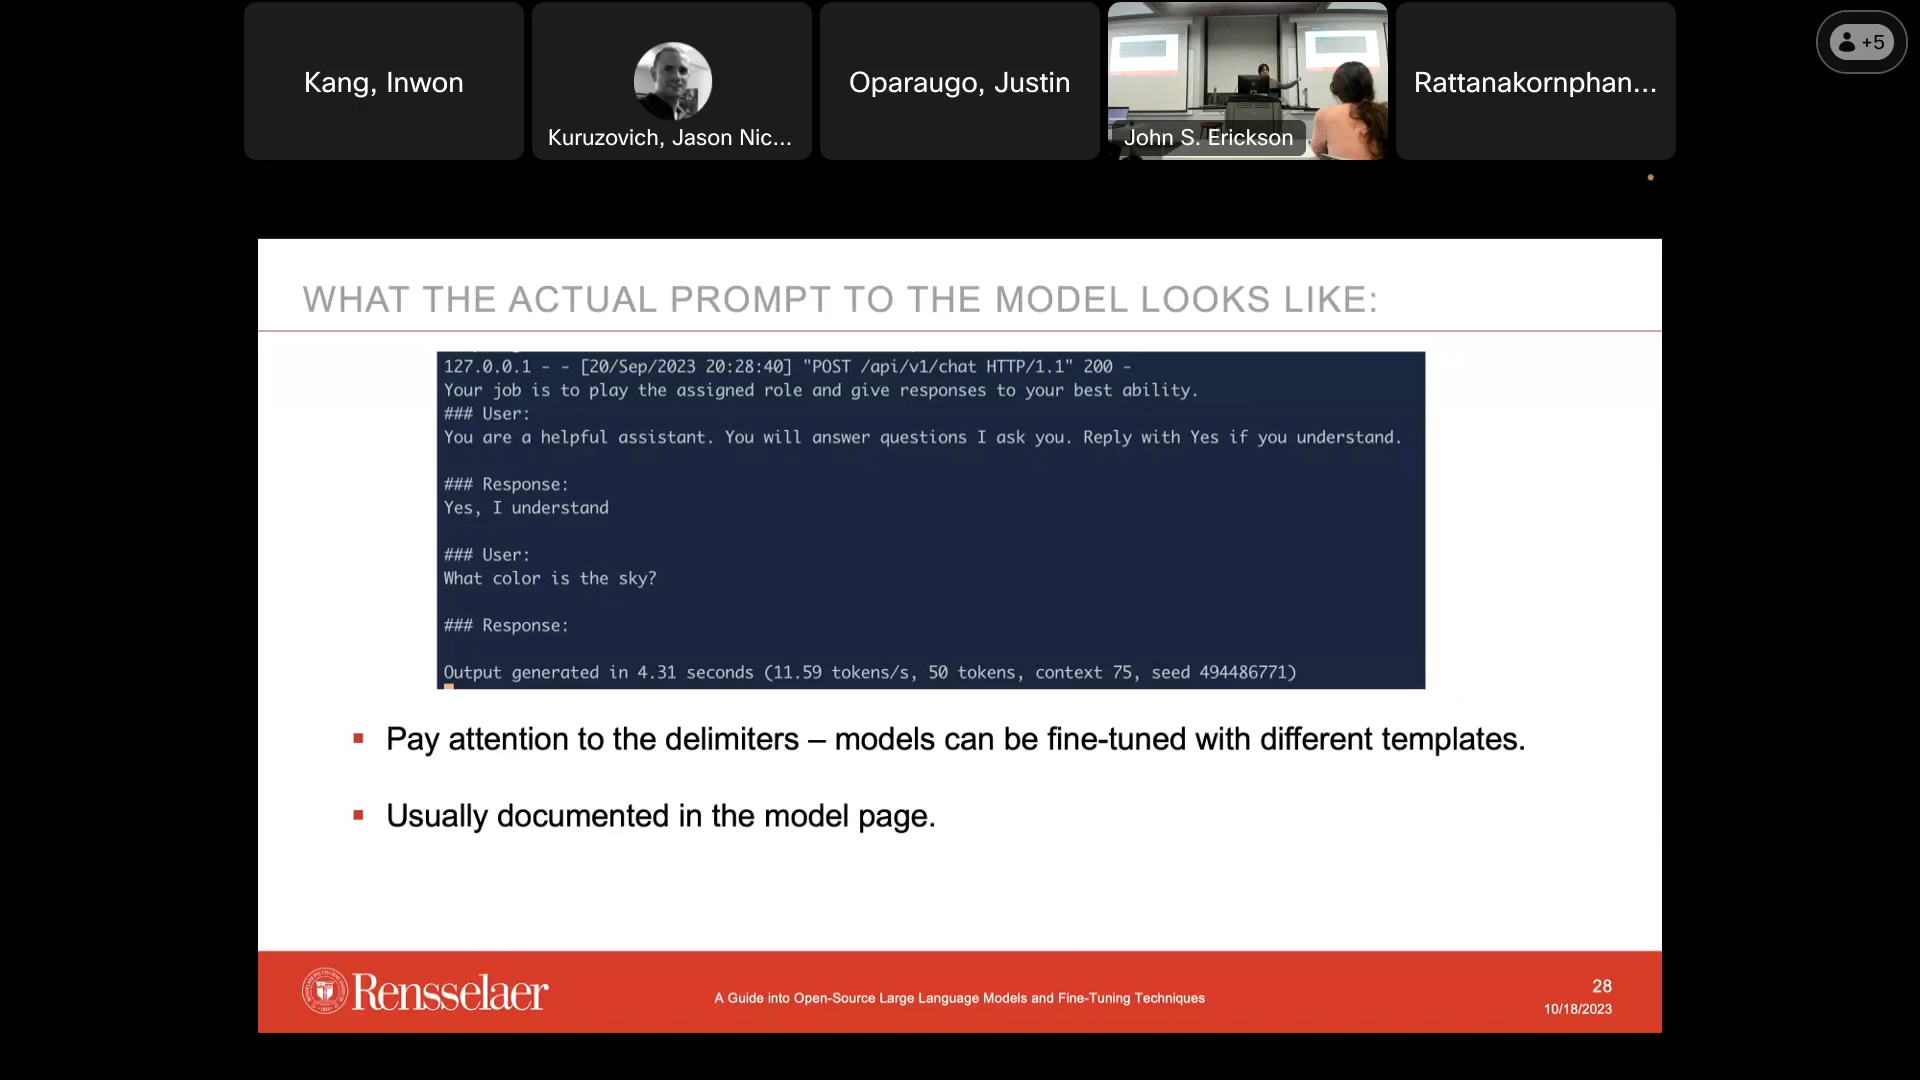 Kang, Inwon
Kuruzovich, Jason Nic...
Oparaugo, Justin
John S. Erickson
Rattanakornphan...
+5
WHAT THE ACTUAL PROMPT TO THE MODEL LOOKS LIKE:
127.0.0.1 - - [20/Sep/2023 20:28:40] "POST /api/v1/chat HTTP/1.1" 200 -
Your job is to play the assigned role and give responses to your best ability.
### User:
You are a helpful assistant. You will answer questions I ask you. Reply with Yes if you understand.
### Response:
Yes, I understand
### User:
What color is the sky?
### Response:
Output generated in 4.31 seconds (11.59 tokens/s, 50 tokens, context 75, seed 494486771)
Pay attention to the delimiters – models can be fine-tuned with different templates.
Usually documented in the model page.
Rensselaer
A Guide into Open-Source Large Language Models and Fine-Tuning Techniques
28
10/18/2023